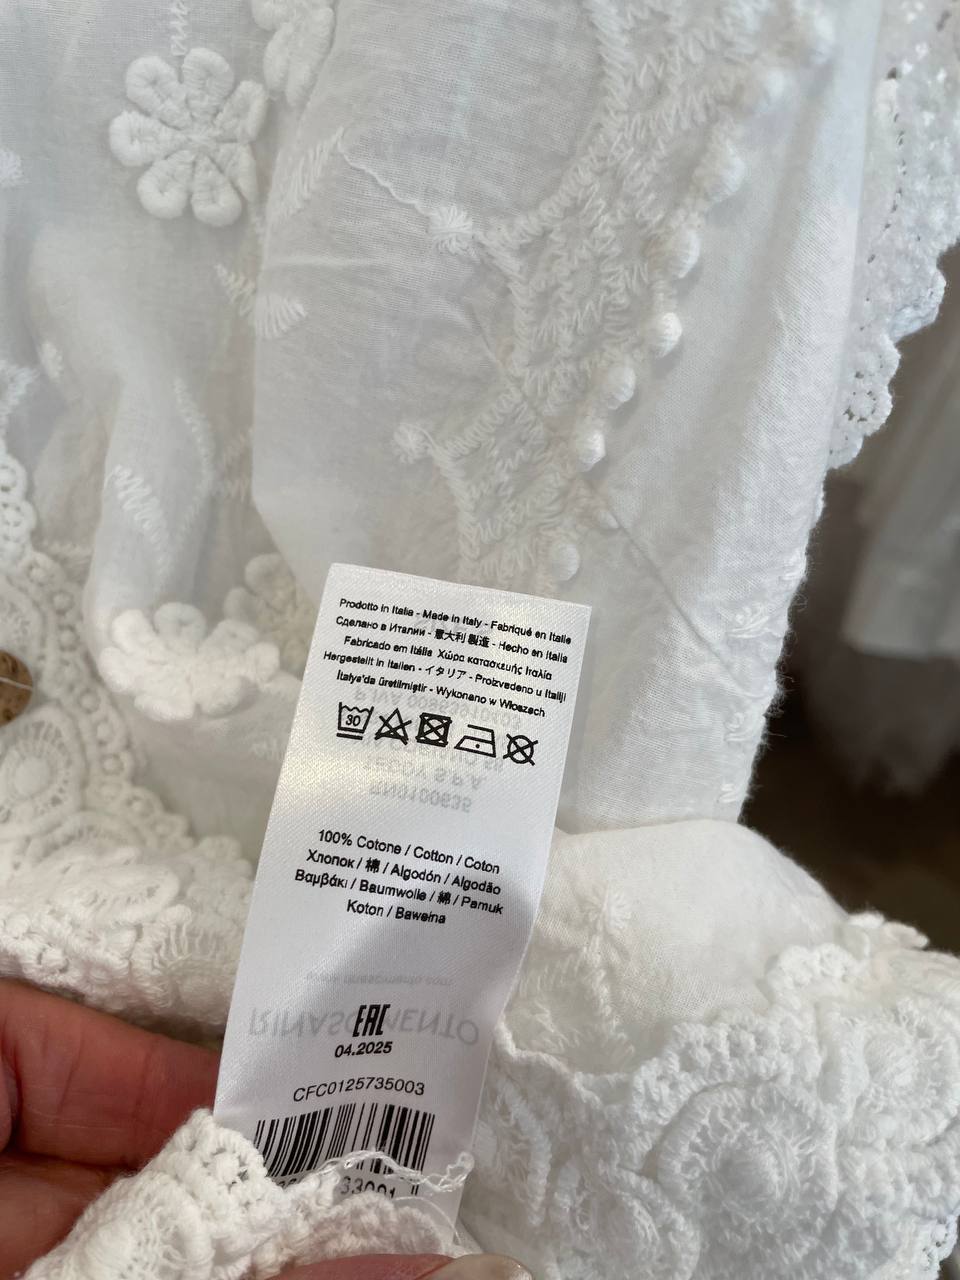 Prodotto in Italia - Made in Italy - Fabriqué en Italie
Сделано в Италии - 意大利 製造 - Hecho en Italia
Fabricado em Itália Χώρα κατασκευής Ιταλία
Hergestellt in Italien - イタリア - Proizvedeno u Italiji
İtalya'da üretilmiştir - Wykonano w Włoszech
30
100% Cotone / Cotton / Coton
Хлопок / 棉 / Algodón / Algodão
Βαμβάκι / Baumwolle / 綿 / Pamuk
Koton / Bawełna
RINASCIMENTO
EAC
04.2025
CFC0125735003